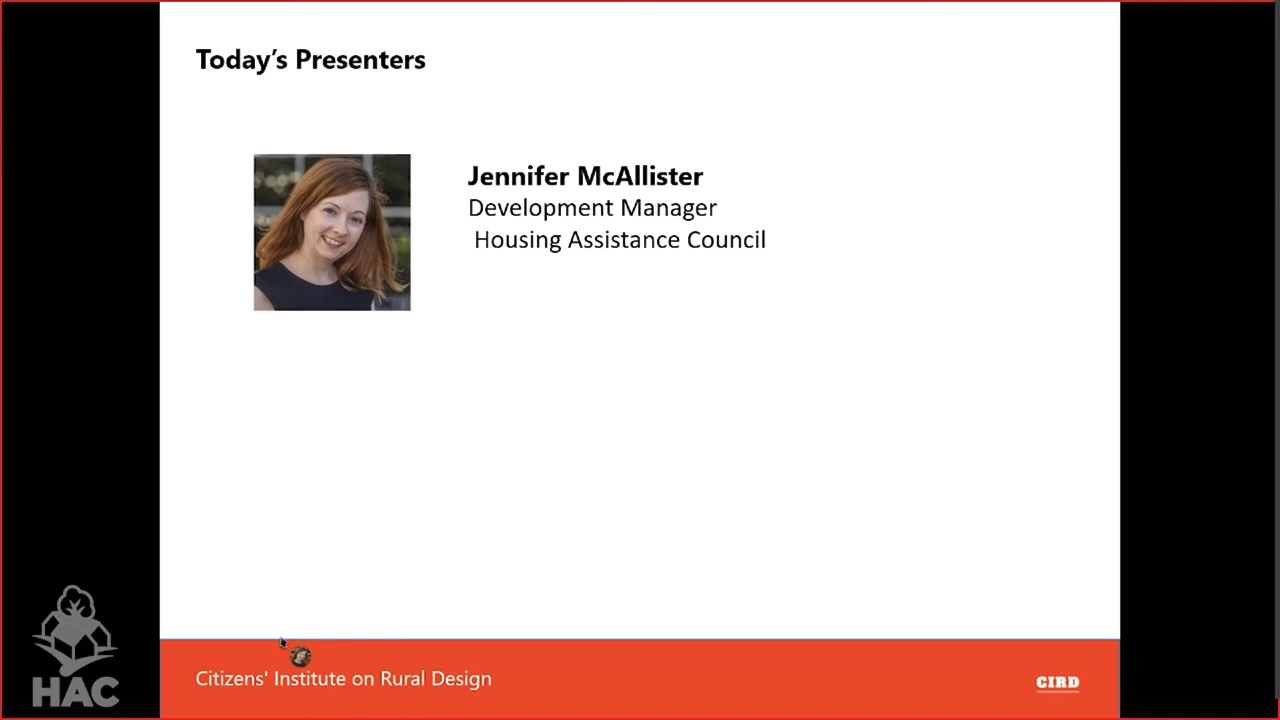 Today’s Presenters
Jennifer McAllister
Development Manager
Housing Assistance Council
Citizens' Institute on Rural Design
CIRD
HAC